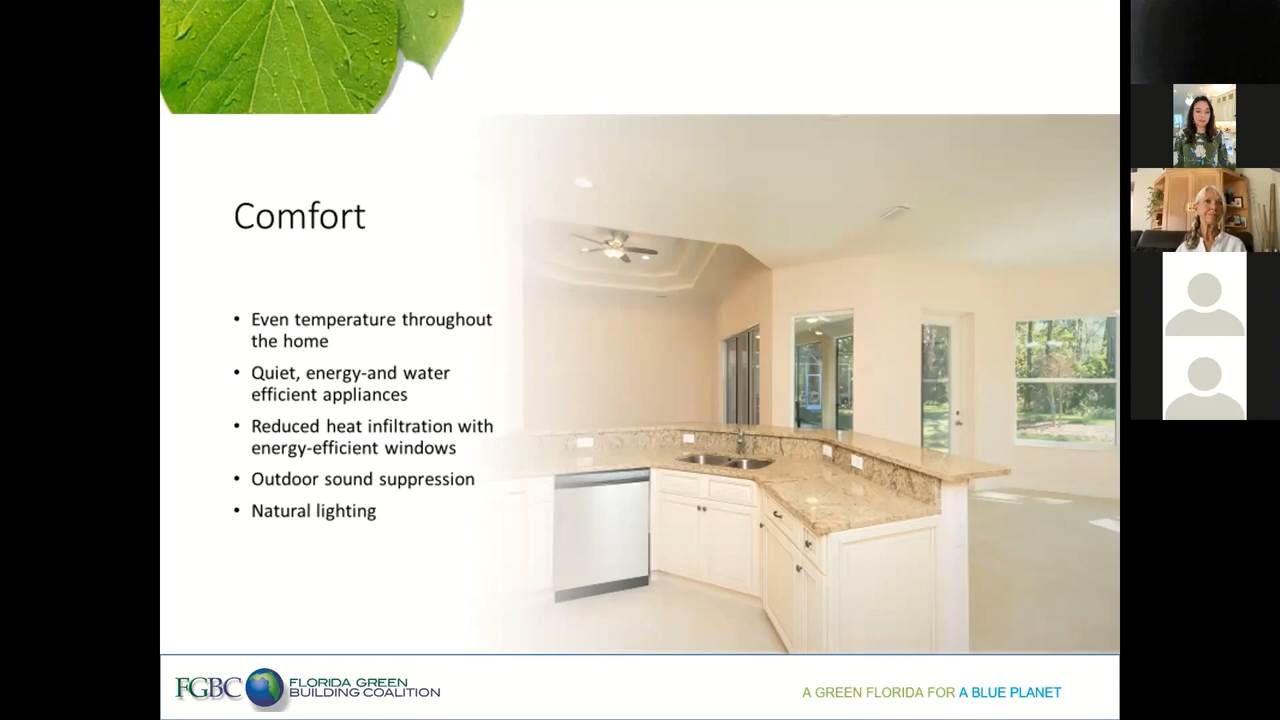 Comfort
• Even temperature throughout
the home
• Quiet, energy-and water
efficient appliances
• Reduced heat infiltration with
energy-efficient windows
• Outdoor sound suppression
• Natural lighting
FGBC FLORIDA GREEN
BUILDING COALITION
A GREEN FLORIDA FOR A BLUE PLANET